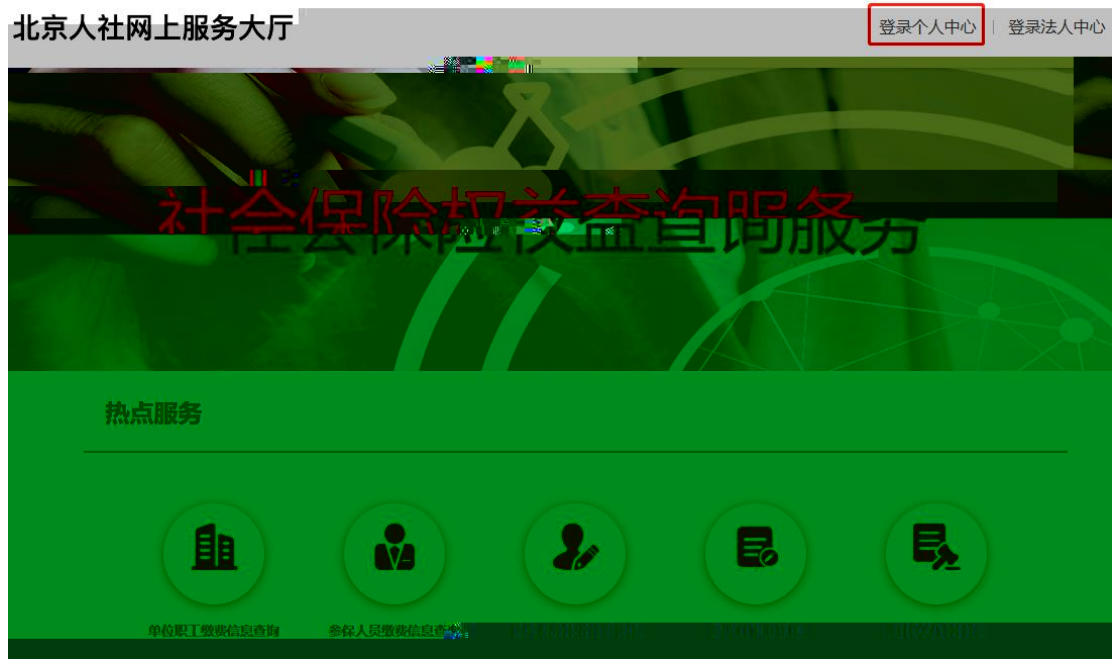 北京人社网上服务大厅
登录个人中心 | 登录法人中心
社会保险权益查询服务
热点服务
单位职工缴费信息查询
参保人员缴费信息查